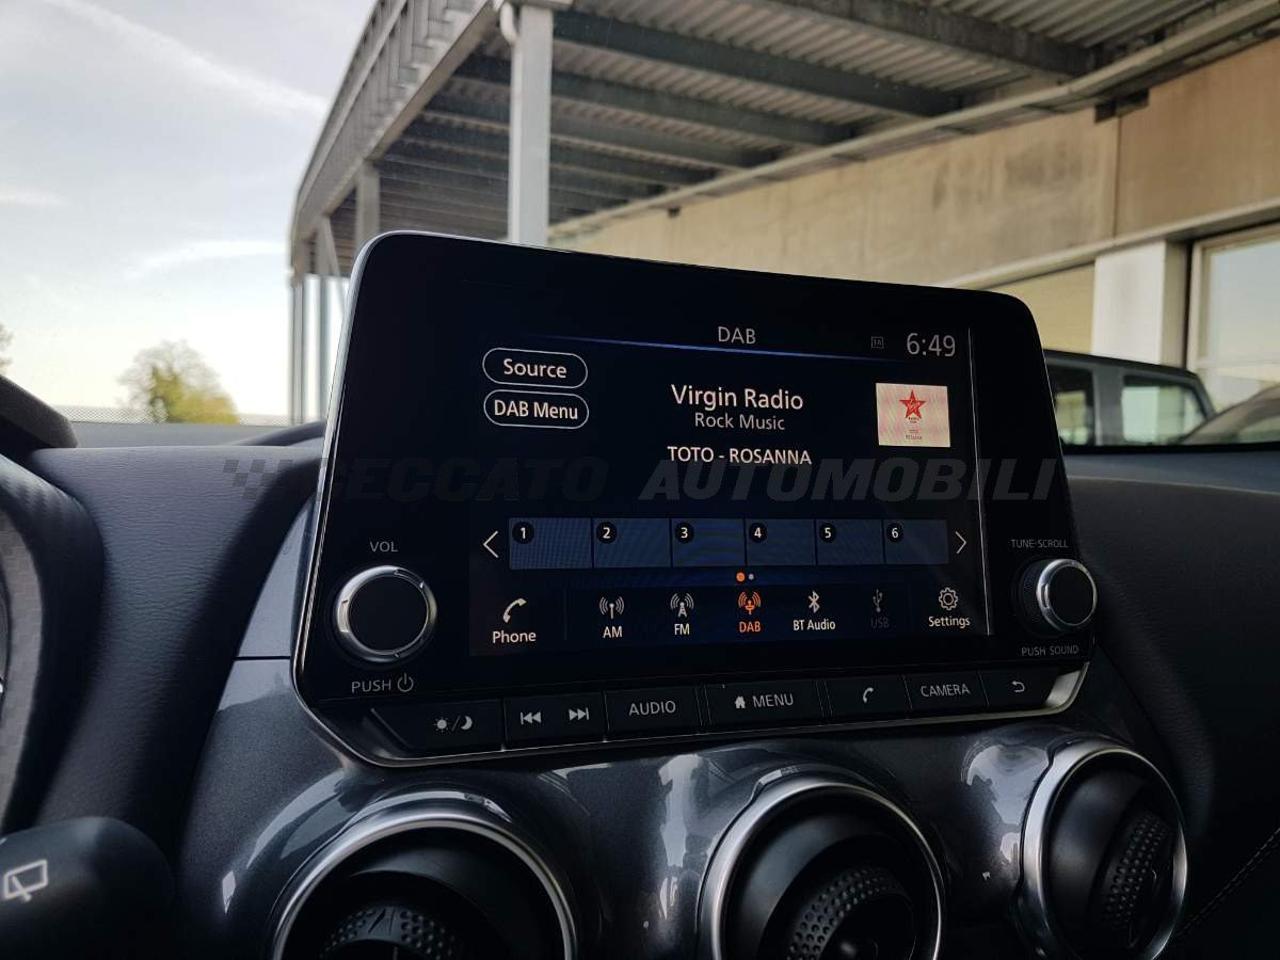 DAB
1A
6:49
Source
DAB Menu
Virgin Radio
Rock Music
TOTO - ROSANNA
CECCATO AUTOMOBILI
1 2 3 4 5 6
VOL
TUNE·SCROLL
Phone
AM
FM
DAB
BT Audio
USB
Settings
PUSH
PUSH SOUND
AUDIO
MENU
CAMERA